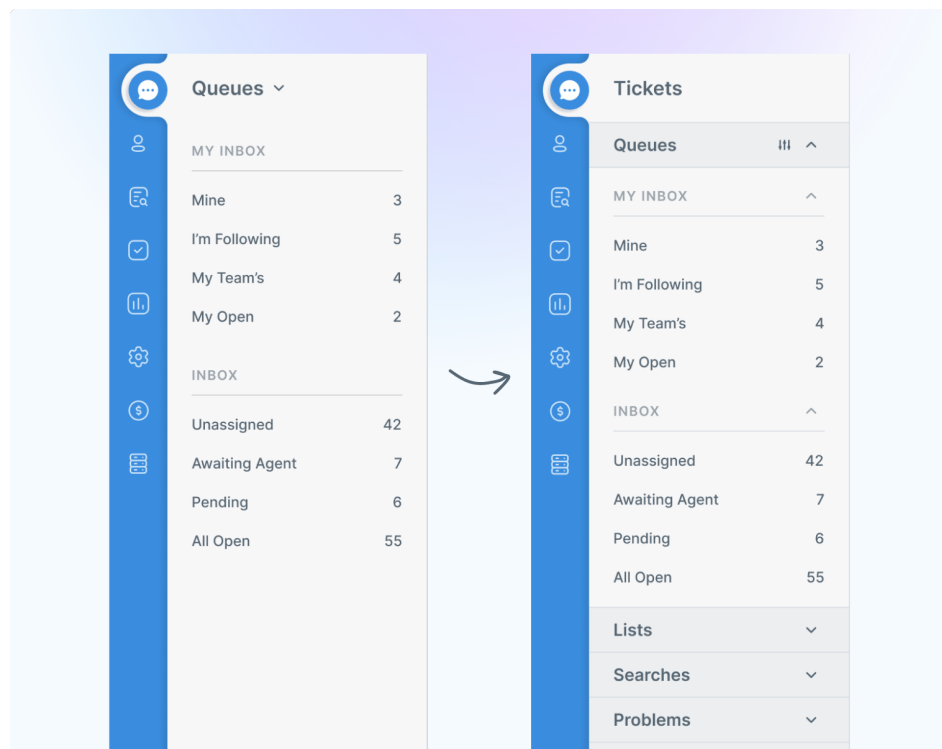 Queues
MY INBOX
Mine 3
I'm Following 5
My Team's 4
My Open 2
INBOX
Unassigned 42
Awaiting Agent 7
Pending 6
All Open 55
Tickets
Queues
MY INBOX
Mine 3
I'm Following 5
My Team's 4
My Open 2
INBOX
Unassigned 42
Awaiting Agent 7
Pending 6
All Open 55
Lists
Searches
Problems